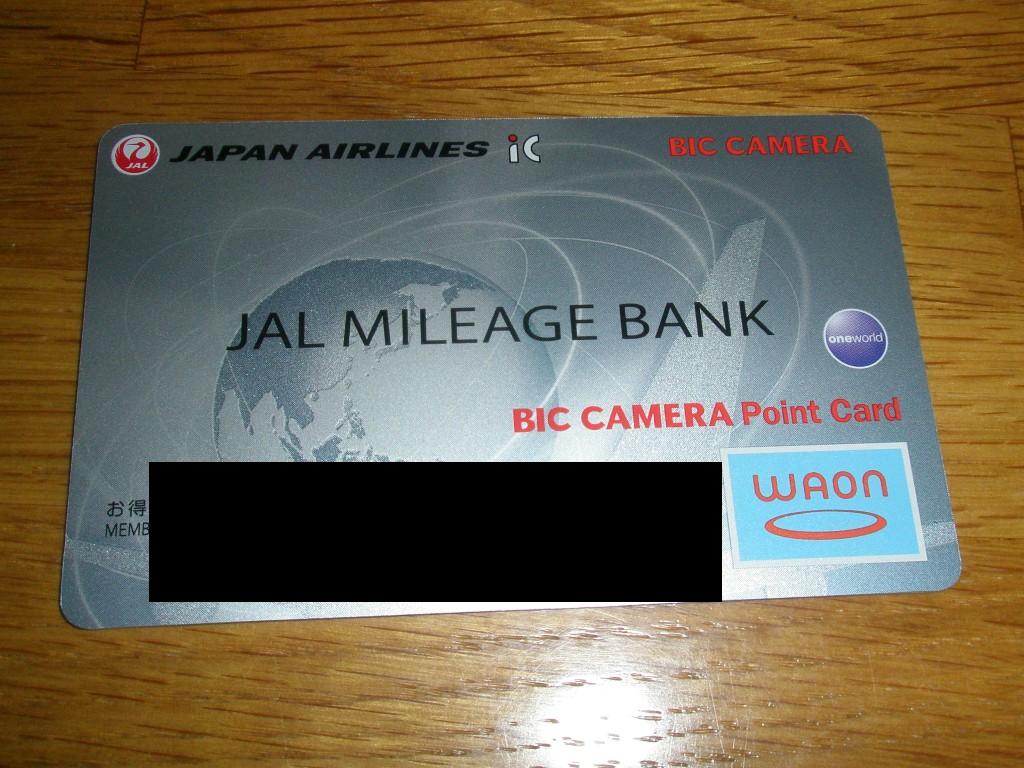 JAL
JAPAN AIRLINES iC
BIC CAMERA
JAL MILEAGE BANK
oneworld
BIC CAMERA Point Card
WAON
お得
MEMB